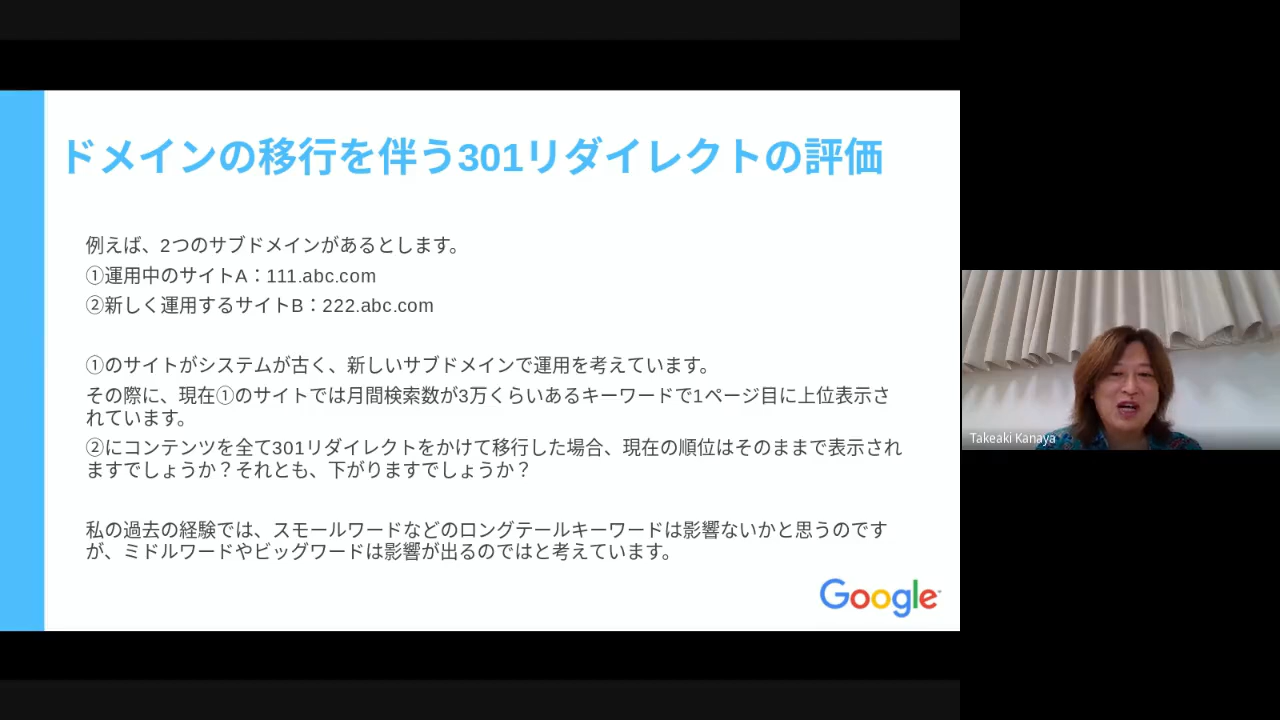 ドメインの移行を伴う301リダイレクトの評価
例えば、2つのサブドメインがあるとします。
①運用中のサイトA：111.abc.com
②新しく運用するサイトB：222.abc.com
①のサイトがシステムが古く、新しいサブドメインで運用を考えています。
その際に、現在①のサイトでは月間検索数が3万くらいあるキーワードで1ページ目に上位表示さ
れています。
②にコンテンツを全て301リダイレクトをかけて移行した場合、現在の順位はそのままで表示され
ますでしょうか？それとも、下がりますでしょうか？
私の過去の経験では、スモールワードなどのロングテールキーワードは影響ないかと思うのです
が、ミドルワードやビッグワードは影響が出るのではと考えています。
Google
Takeaki Kanaya